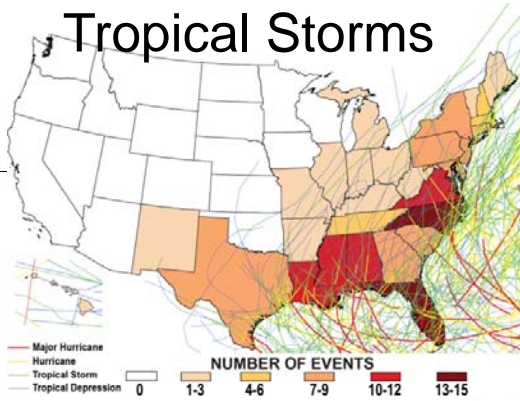 Tropical Storms
Major Hurricane
Hurricane
Tropical Storm
Tropical Depression
NUMBER OF EVENTS
0 1-3 4-6 7-9 10-12 13-15